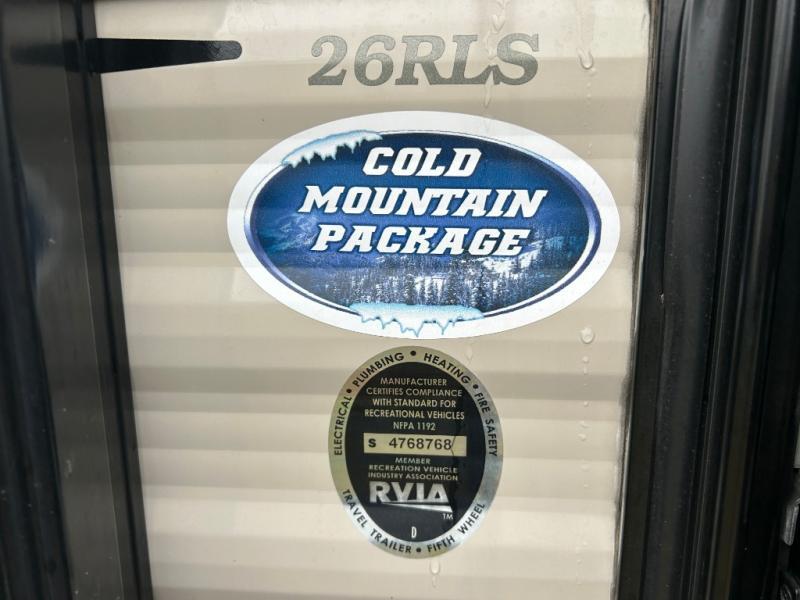 26RLS
COLD
MOUNTAIN
PACKAGE
ELECTRICAL • PLUMBING • HEATING • FIRE SAFETY
MANUFACTURER
CERTIFIES COMPLIANCE
WITH STANDARD FOR
RECREATIONAL VEHICLES
NFPA 1192
S 4768768
MEMBER
RECREATION VEHICLE
INDUSTRY ASSOCIATION
RVIA
TM
D
TRAVEL TRAILER • FIFTH WHEEL